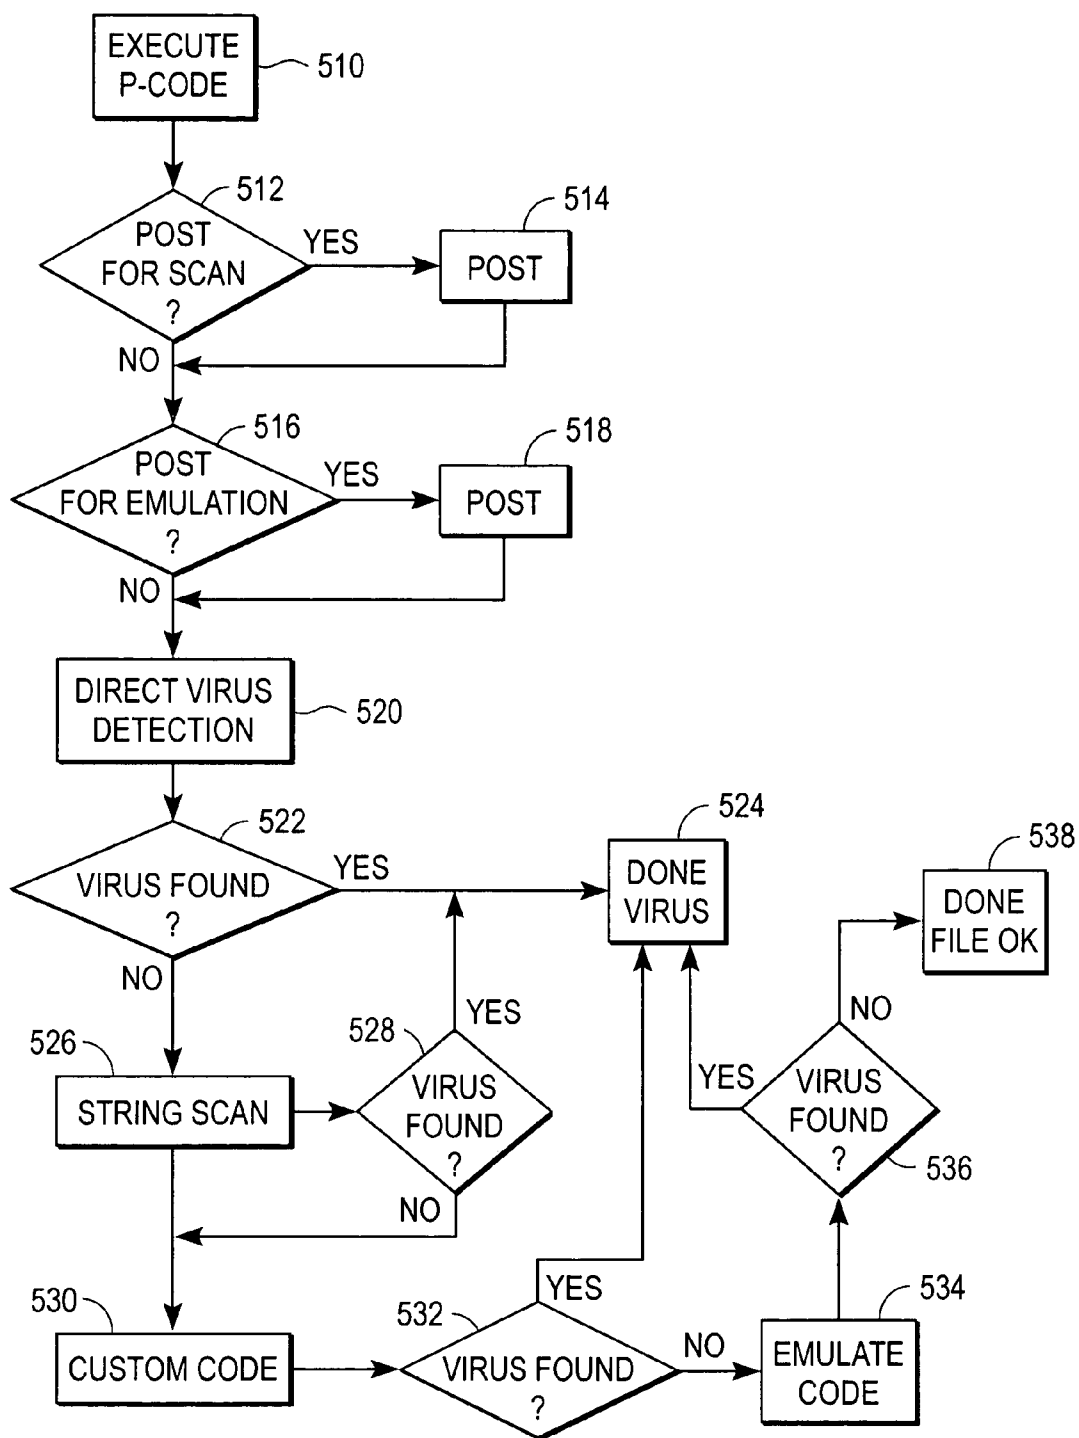 EXECUTE
P-CODE
510
512
POST
FOR SCAN
?
YES
514
POST
NO
516
POST
FOR EMULATION
?
YES
518
POST
NO
DIRECT VIRUS
DETECTION
520
522
VIRUS FOUND
?
YES
524
DONE
VIRUS
538
DONE
FILE OK
NO
526
STRING SCAN
528
VIRUS
FOUND
?
YES
NO
YES
VIRUS
FOUND
?
536
NO
530
CUSTOM CODE
532
VIRUS FOUND
?
YES
NO
534
EMULATE
CODE